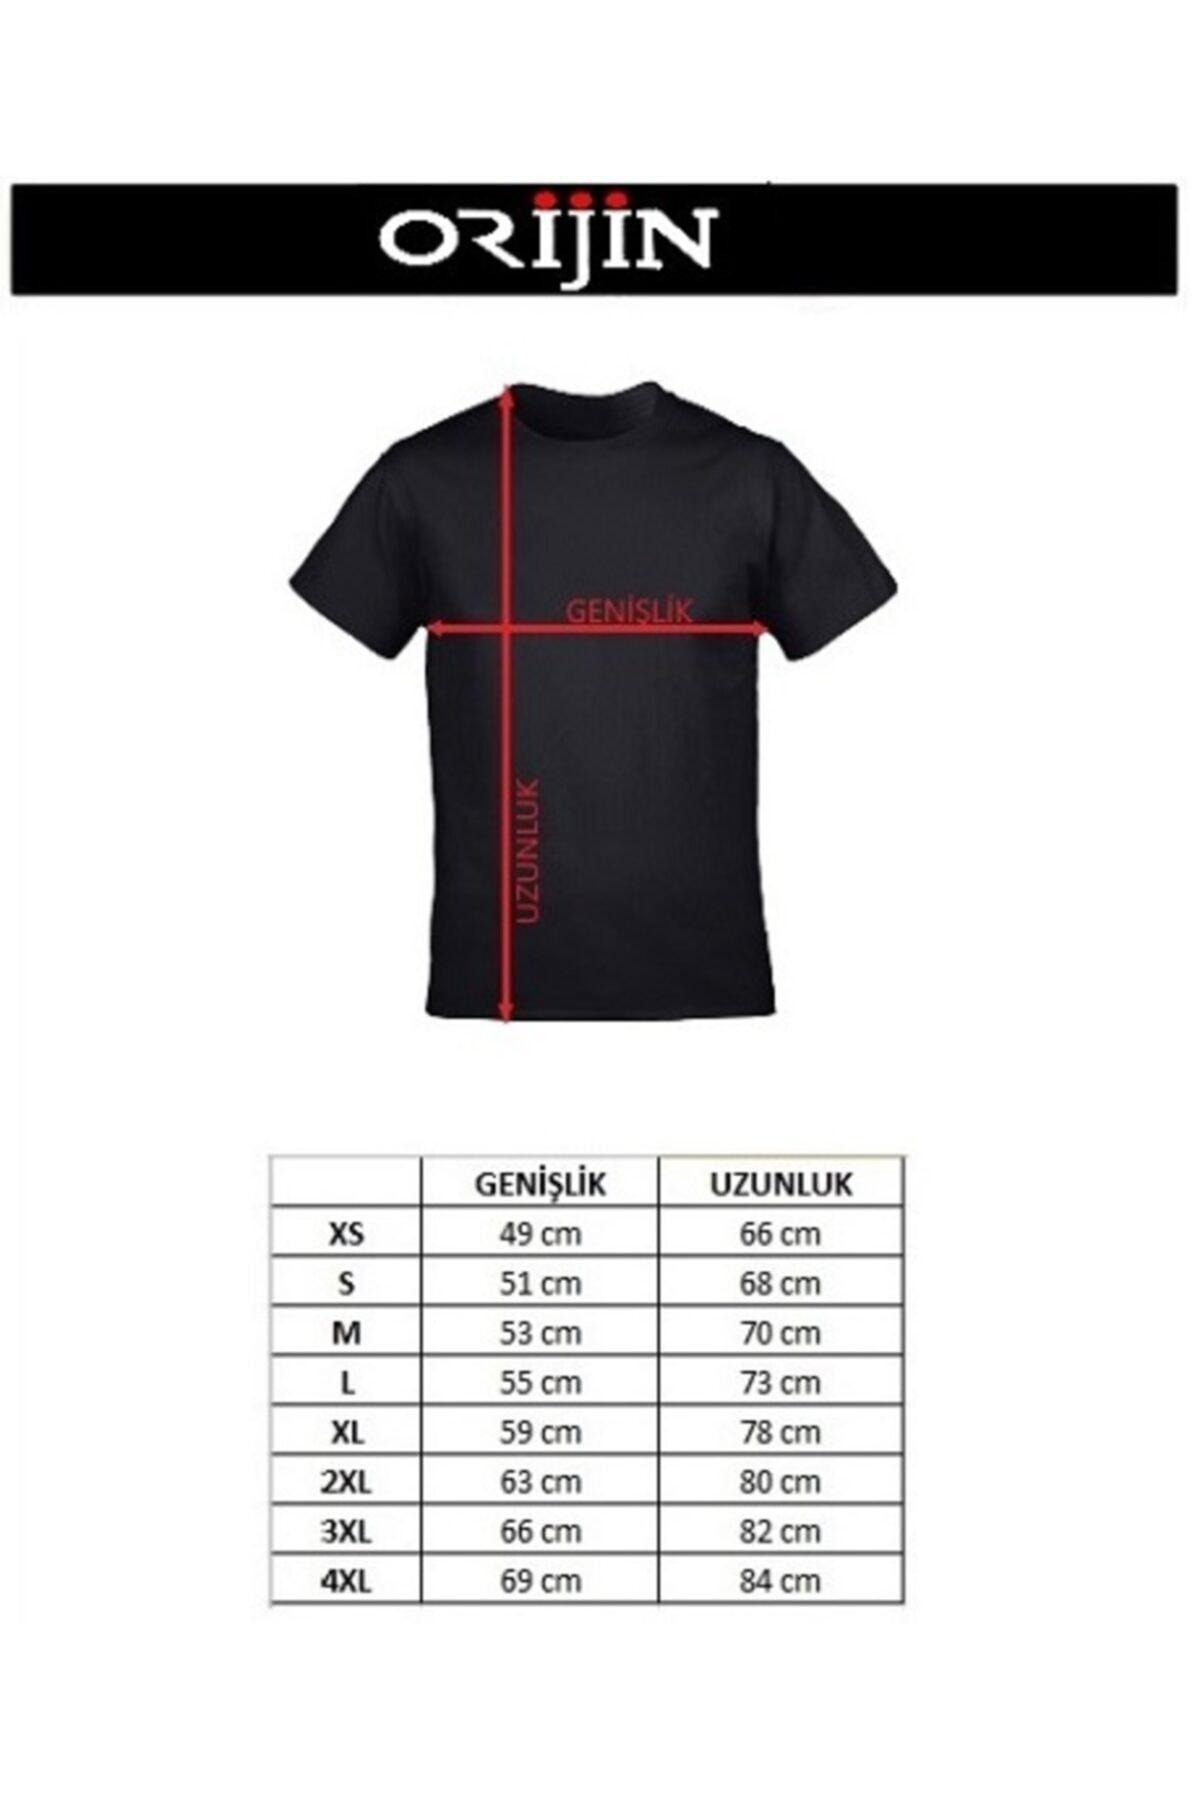 ORİJİN
GENİŞLİK
UZUNLUK
GENİŞLİK UZUNLUK
XS 49 cm 66 cm
S 51 cm 68 cm
M 53 cm 70 cm
L 55 cm 73 cm
XL 59 cm 78 cm
2XL 63 cm 80 cm
3XL 66 cm 82 cm
4XL 69 cm 84 cm